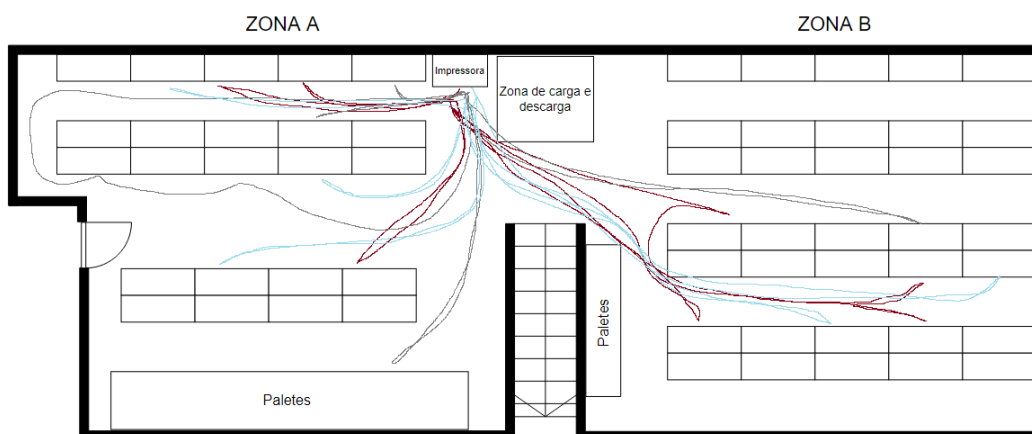 ZONA A
ZONA B
Impressora
Zona de carga e
descarga
Paletes
Paletes